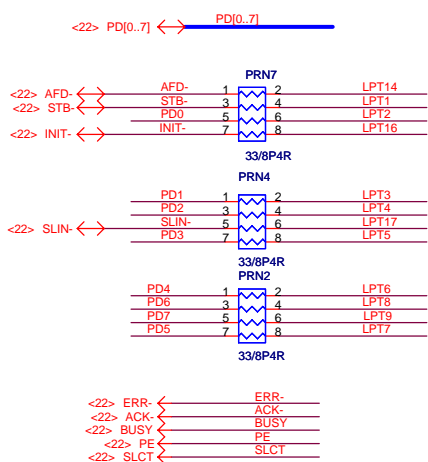 <22> PD[0..7] PD[0..7]
PRN7
<22> AFD- AFD- 1 2 LPT14
<22> STB- STB- 3 4 LPT1
PD0 5 6 LPT2
<22> INIT- INIT- 7 8 LPT16
33/8P4R
PRN4
PD1 1 2 LPT3
PD2 3 4 LPT4
<22> SLIN- SLIN- 5 6 LPT17
PD3 7 8 LPT5
33/8P4R
PRN2
PD4 1 2 LPT6
PD6 3 4 LPT8
PD7 5 6 LPT9
PD5 7 8 LPT7
33/8P4R
<22> ERR- ERR-
<22> ACK- ACK-
<22> BUSY BUSY
<22> PE PE
<22> SLCT SLCT